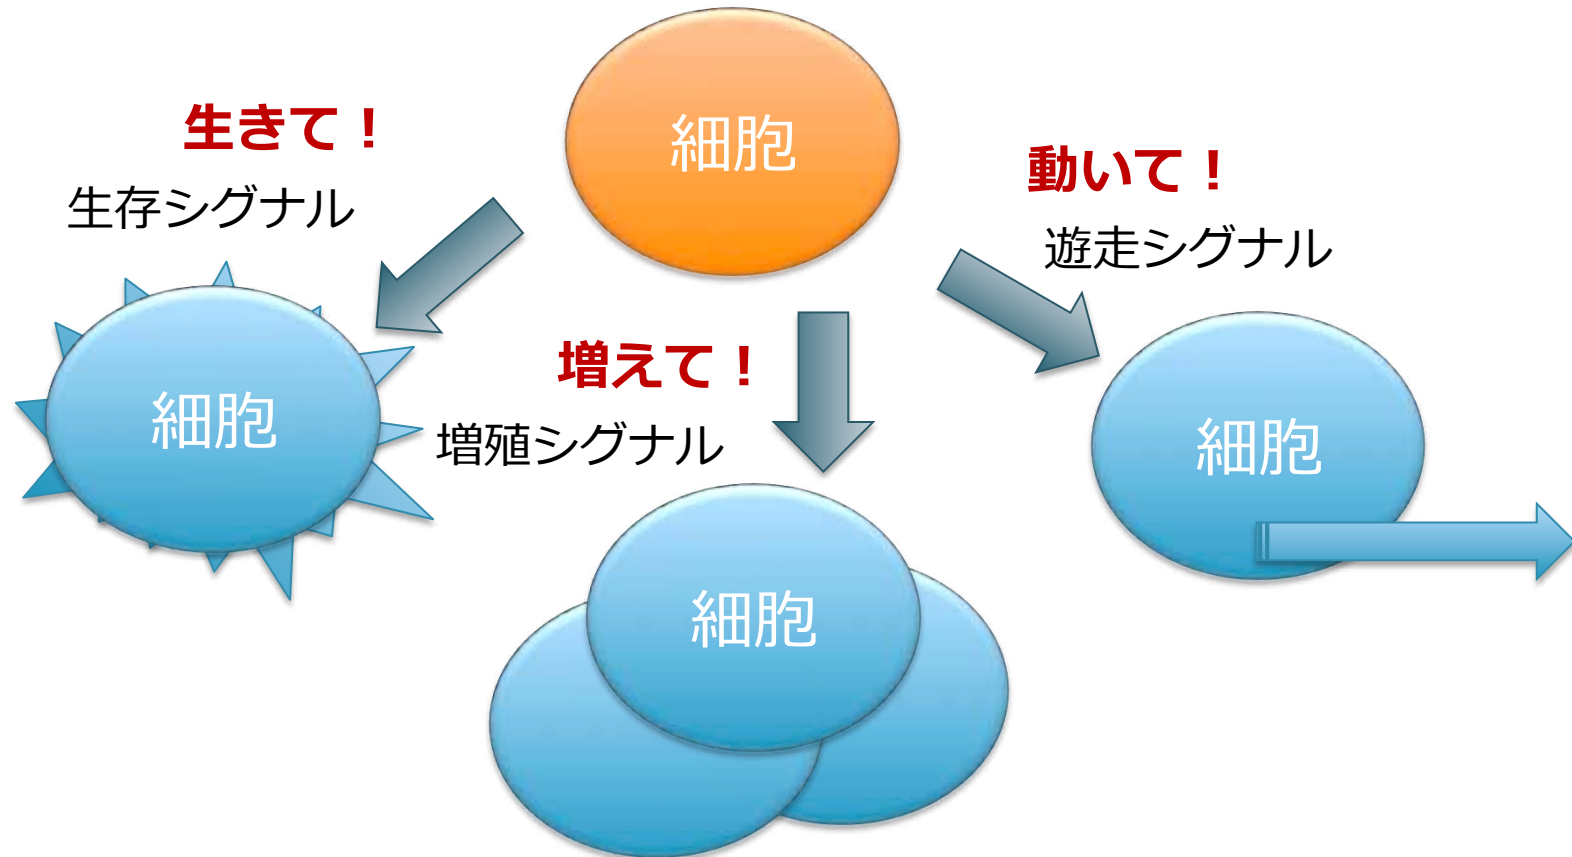 細胞
生きて！
生存シグナル
動いて！
遊走シグナル
増えて！
増殖シグナル
細胞
細胞
細胞